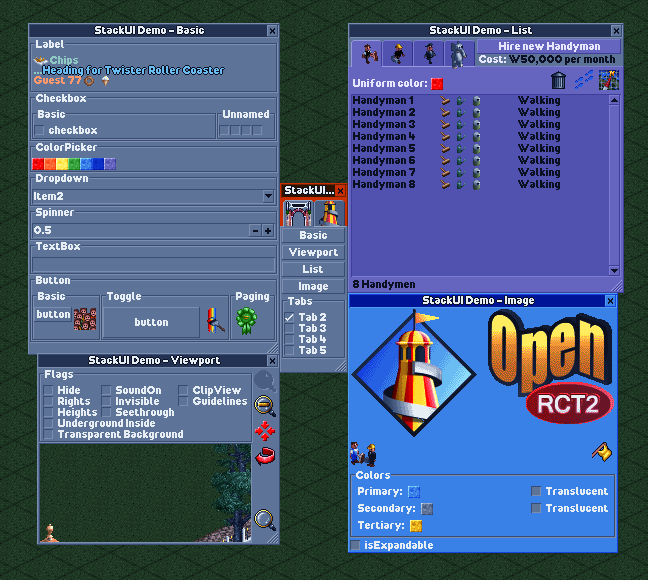 StackUI Demo - Basic
Label
Chips
...Heading for Twister Roller Coaster
Guest 77
Checkbox
Basic
Unnamed
checkbox
ColorPicker
Dropdown
Item2
Spinner
0.5
TextBox
Button
Basic
Toggle
Paging
button
button
StackUI...
Basic
Viewport
List
Image
Tabs
Tab 2
Tab 3
Tab 4
Tab 5
StackUI Demo - List
Hire new Handyman
Cost: ₩50,000 per month
Uniform color:
Handyman 1 Walking
Handyman 2 Walking
Handyman 3 Walking
Handyman 4 Walking
Handyman 5 Walking
Handyman 6 Walking
Handyman 7 Walking
Handyman 8 Walking
8 Handymen
StackUI Demo - Viewport
Flags
Hide SoundOn ClipView
Rights Invisible Guidelines
Heights Seethrough
Underground Inside
Transparent Background
StackUI Demo - Image
Open
RCT2
Colors
Primary: Translucent
Secondary: Translucent
Tertiary:
isExpandable